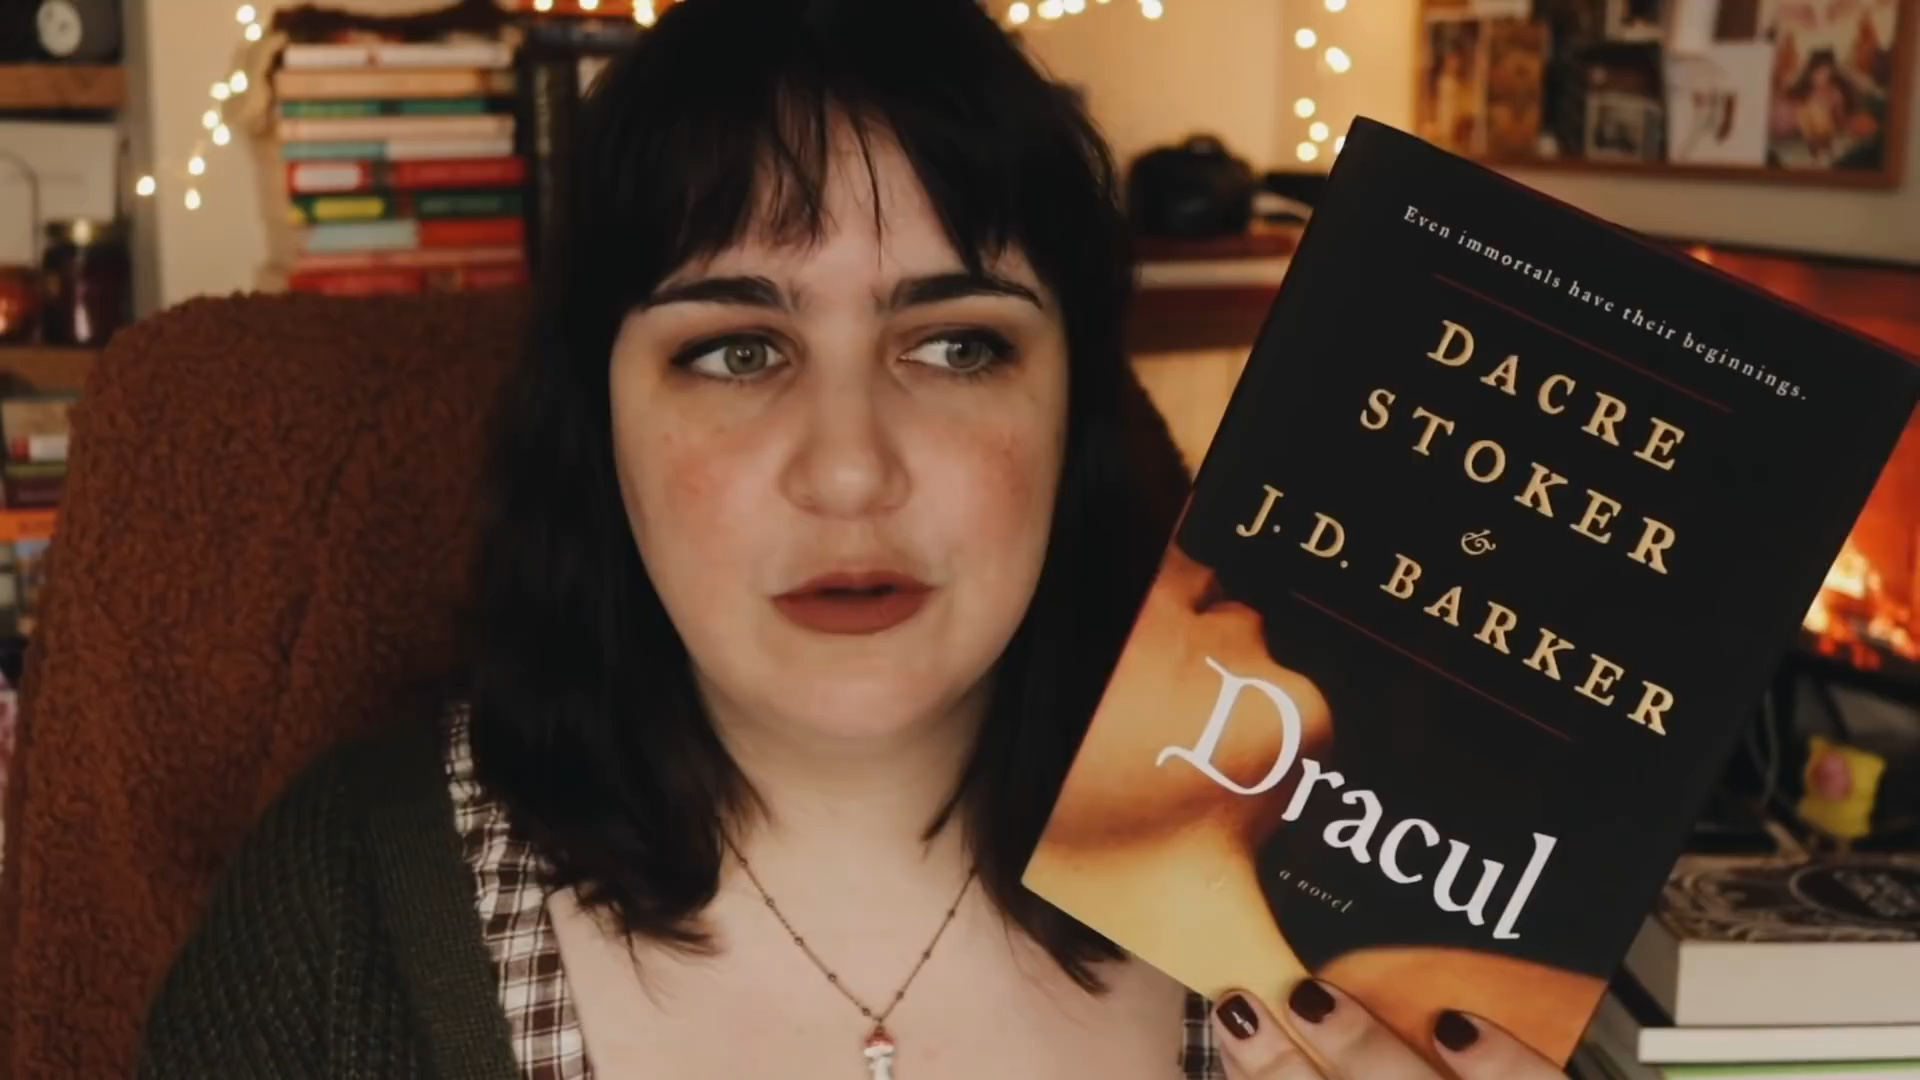 Even immortals have their beginnings.
DACRE
STOKER
&
J. D. BARKER
Dracul
a novel